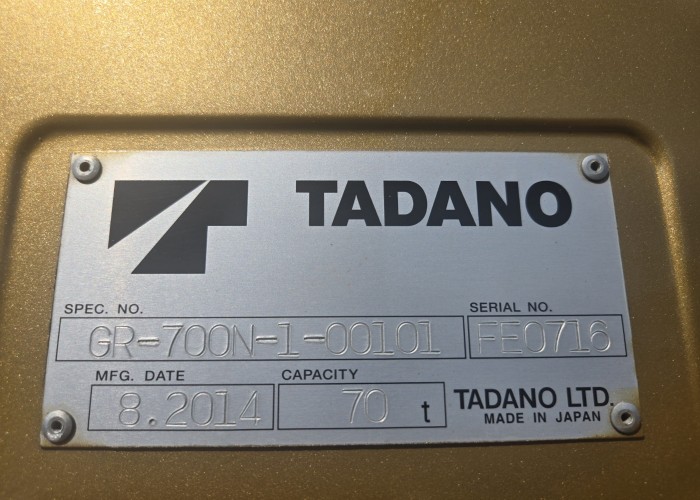 TADANO
SPEC. NO. SERIAL NO.
GR-700N-1-00101 FE0716
MFG. DATE CAPACITY
8.2014 70 t TADANO LTD.
MADE IN JAPAN